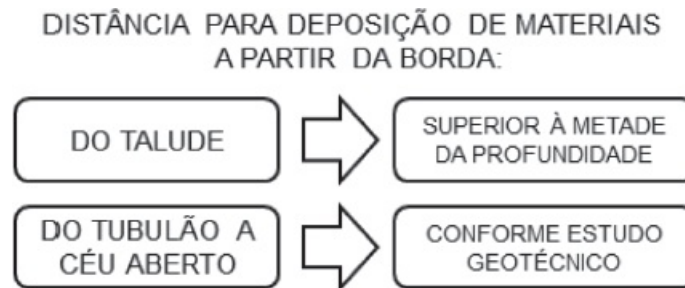 DISTÂNCIA PARA DEPOSIÇÃO DE MATERIAIS
A PARTIR DA BORDA:
DO TALUDE
SUPERIOR À METADE
DA PROFUNDIDADE
DO TUBULÃO A
CÉU ABERTO
CONFORME ESTUDO
GEOTÉCNICO